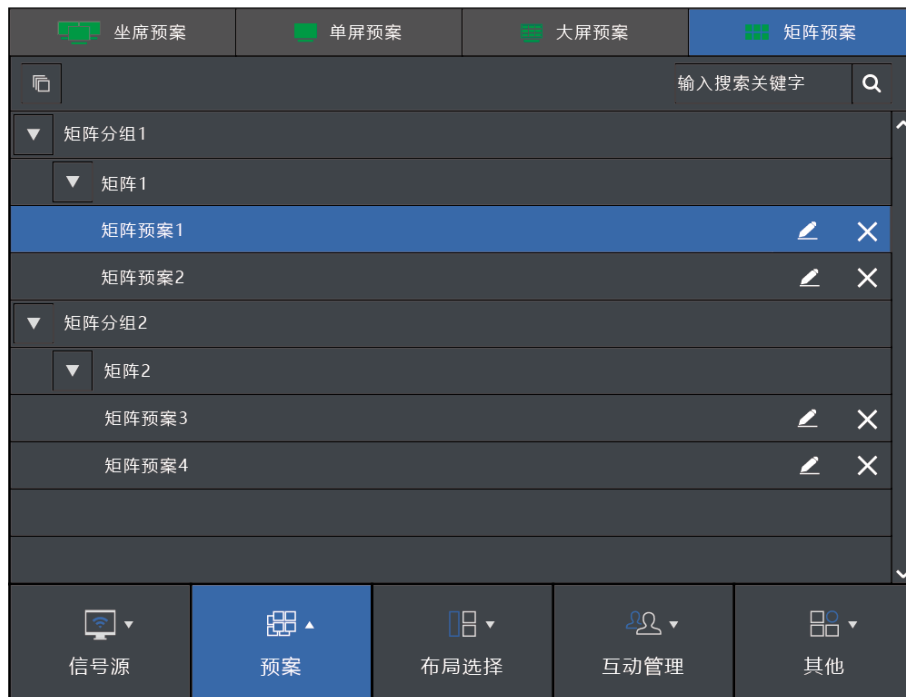 坐席预案 单屏预案 大屏预案 矩阵预案
输入搜索关键字
矩阵分组1
矩阵1
矩阵预案1
矩阵预案2
矩阵分组2
矩阵2
矩阵预案3
矩阵预案4
信号源 预案 布局选择 互动管理 其他